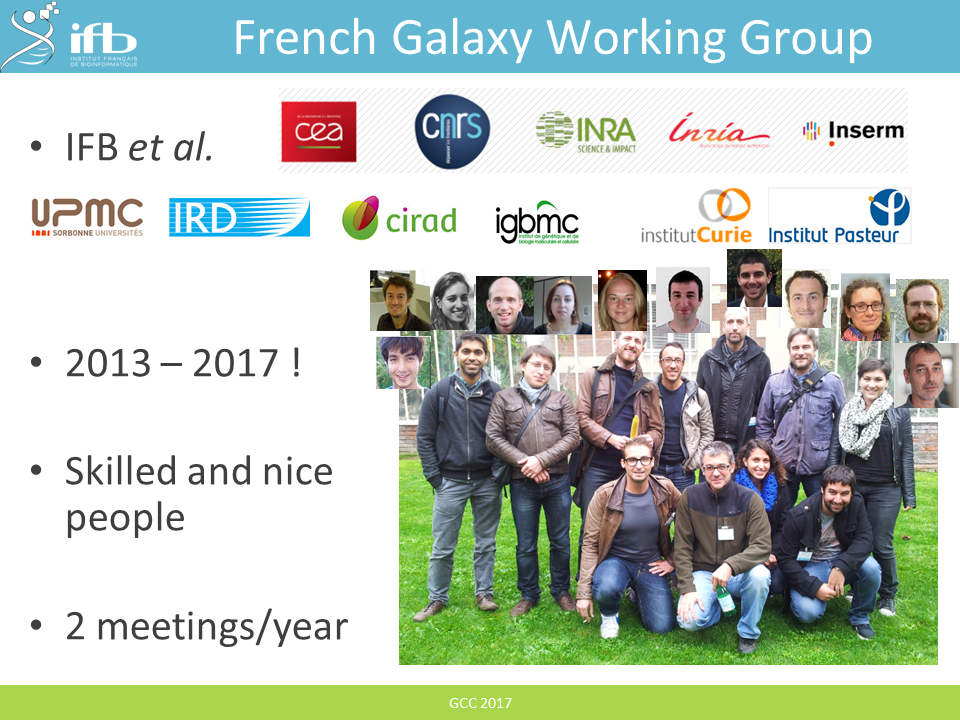 ifb
INSTITUT FRANÇAIS
DE BIOINFORMATIQUE
French Galaxy Working Group
• IFB et al.
cea
cnrs
INRA
SCIENCE & IMPACT
Inria
Inserm
UPMC
SORBONNE UNIVERSITÉS
IRD
cirad
igbmc
Institut de génétique et de
biologie moléculaire et cellulaire
institutCurie
Institut Pasteur
• 2013 – 2017 !
• Skilled and nice
people
• 2 meetings/year
GCC 2017